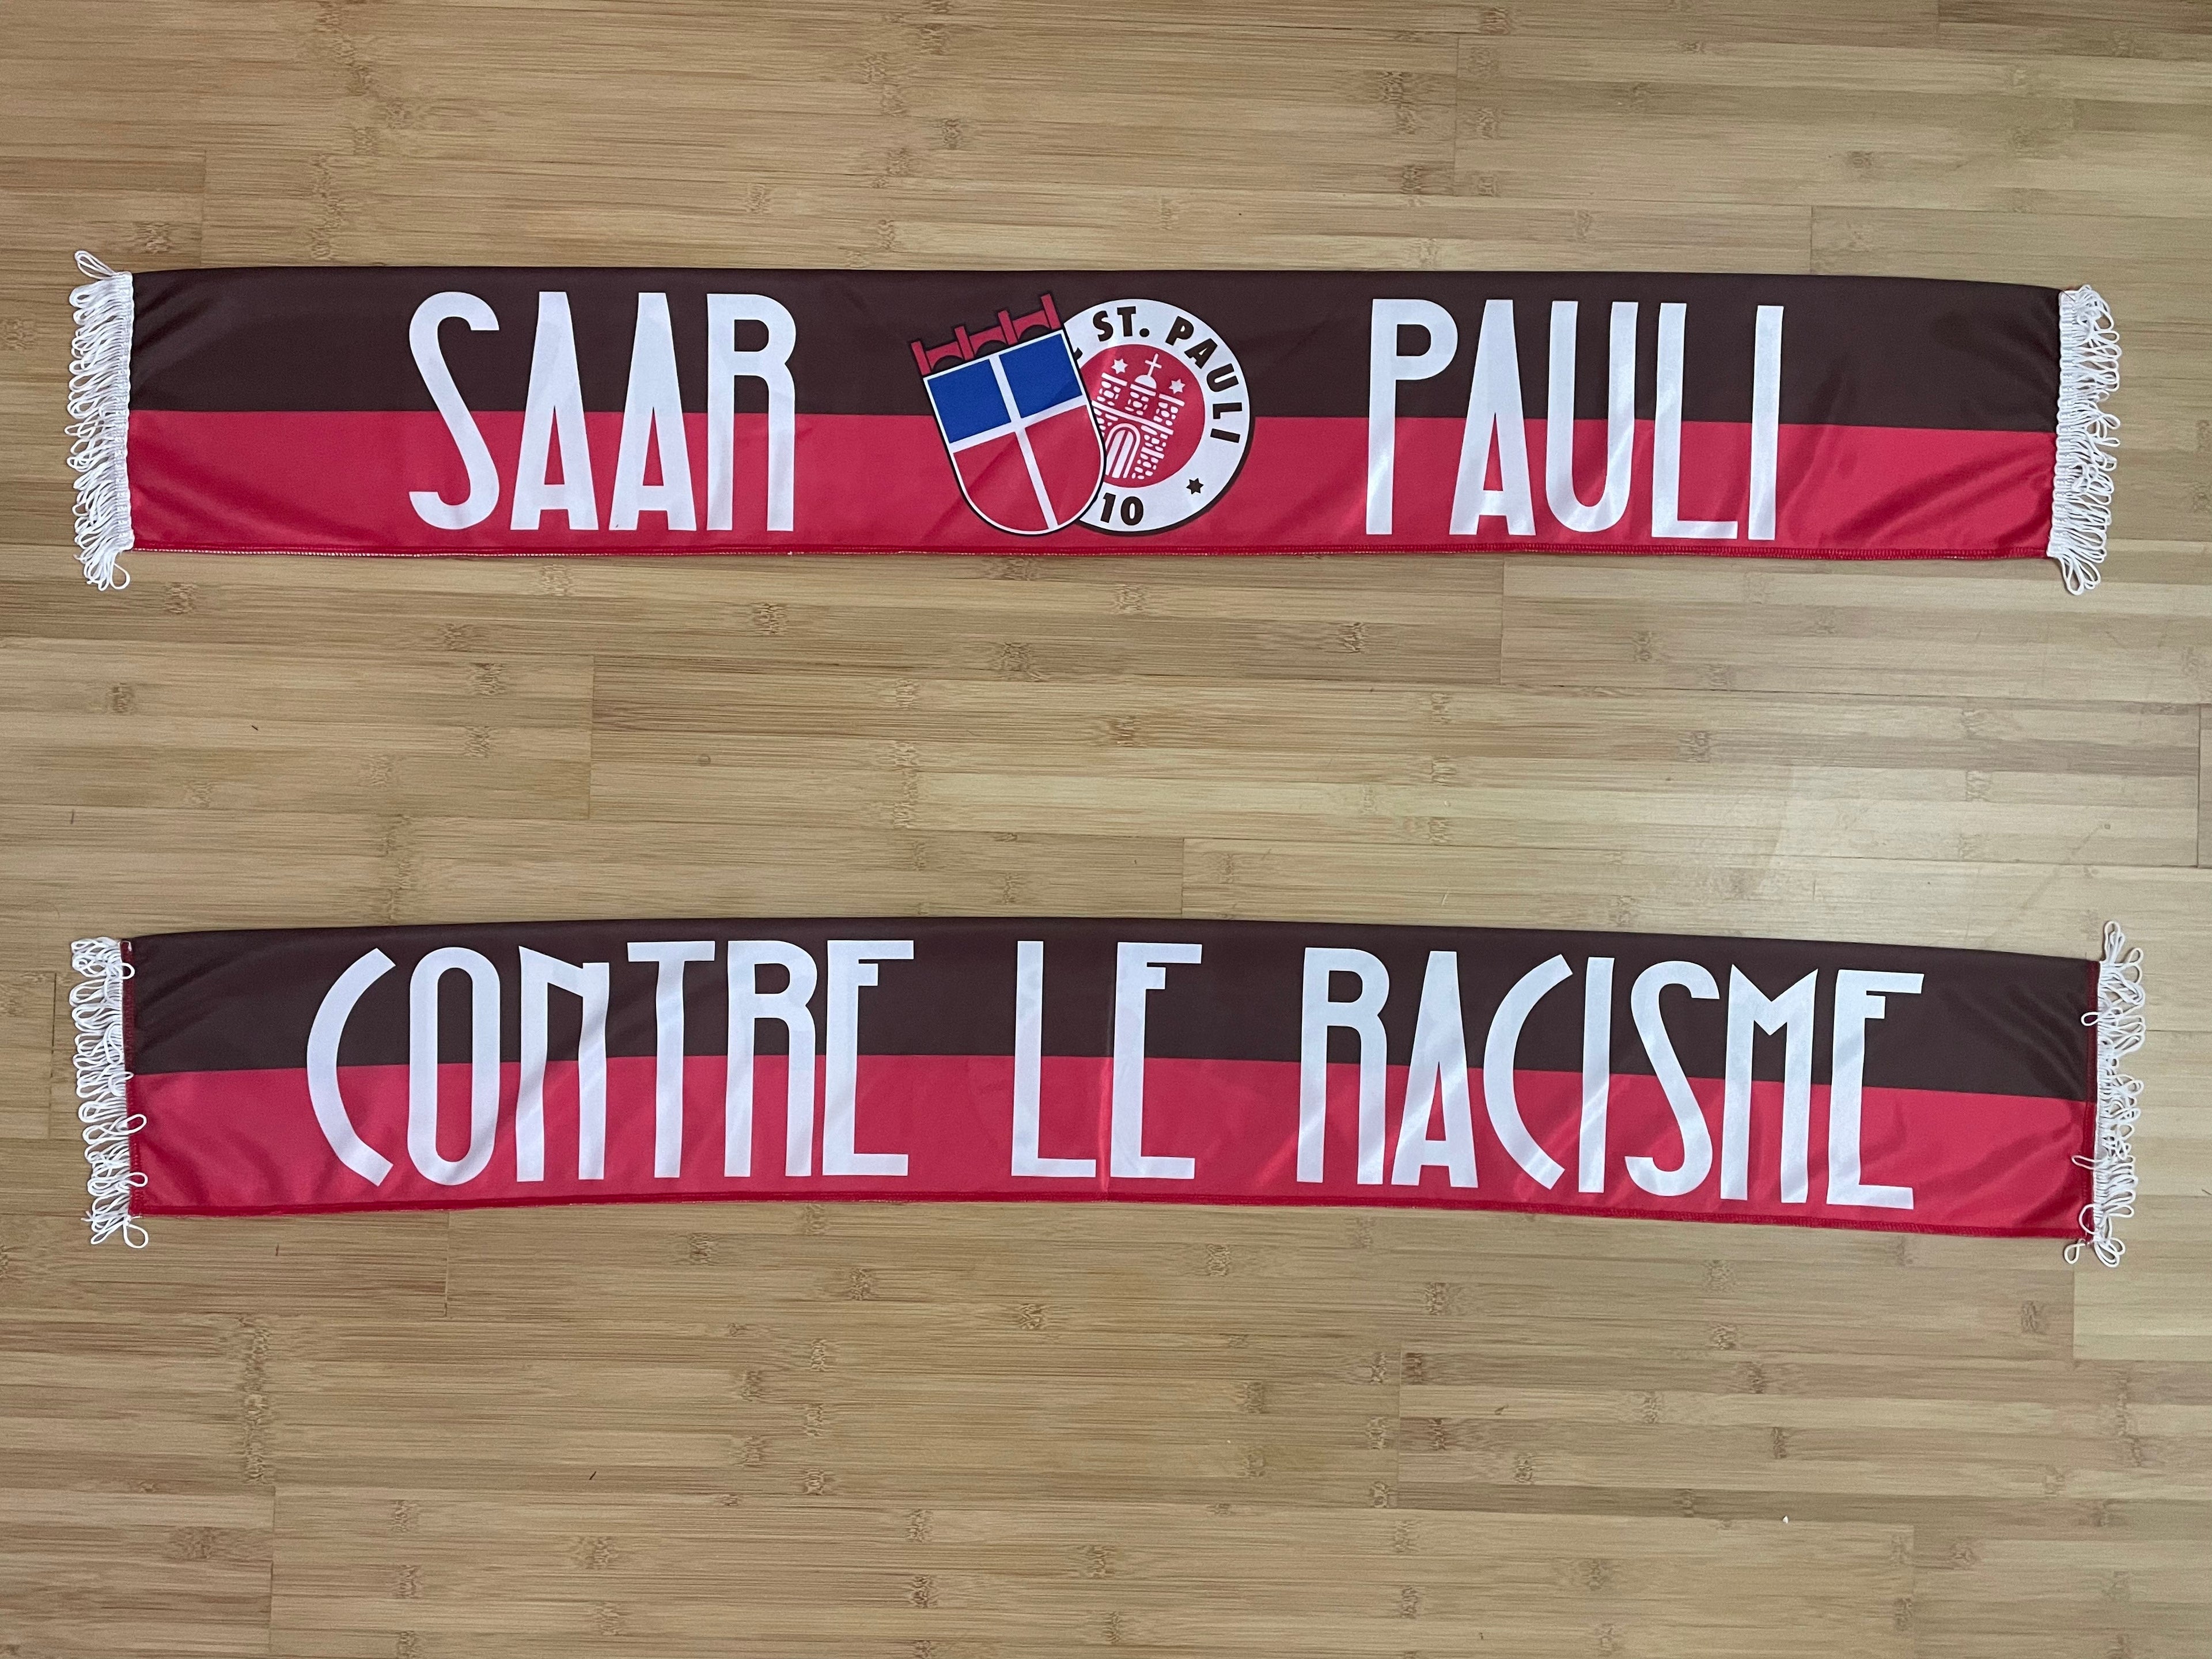 SAAR ST. PAULI 10 PAULI
CONTRE LE RACISME